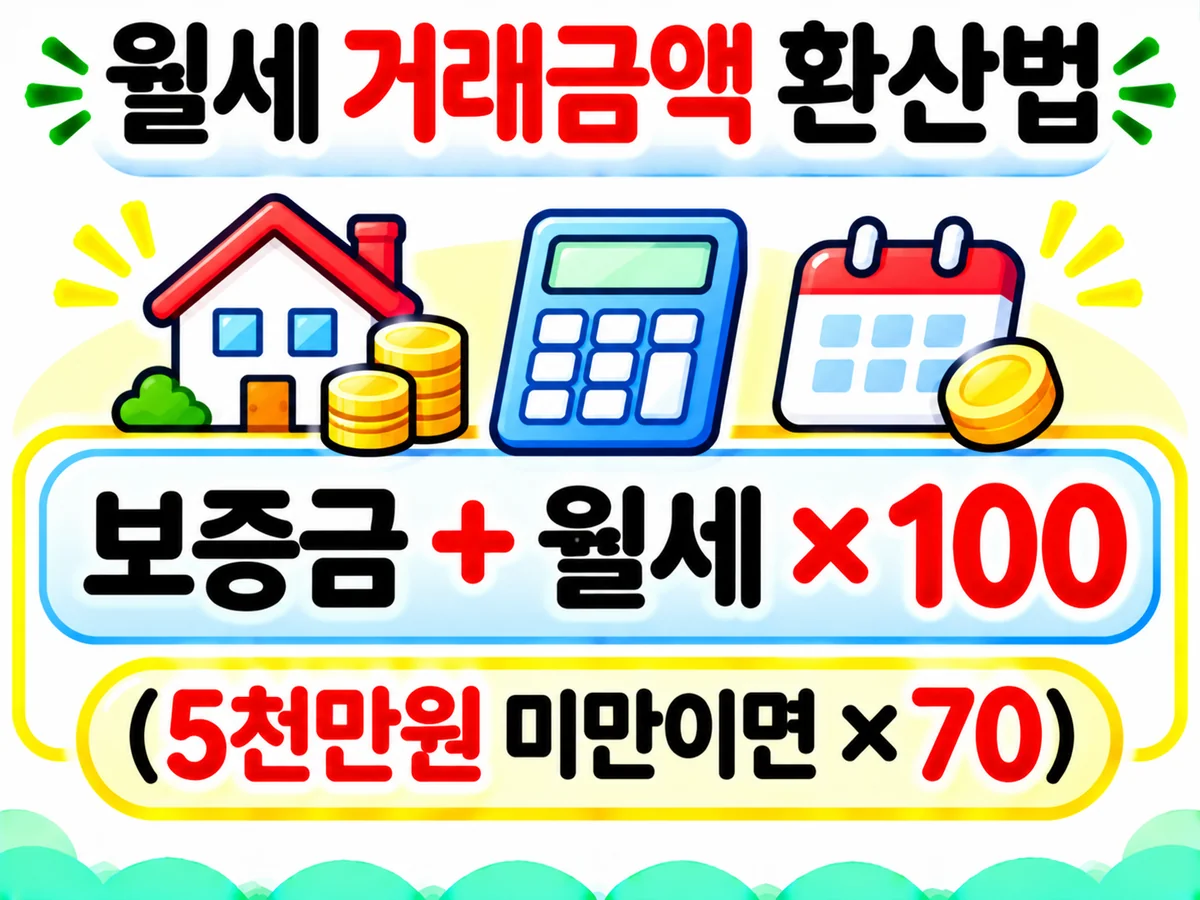 월세 거래금액 환산법
보증금 + 월세 ×100
(5천만원 미만이면 ×70)